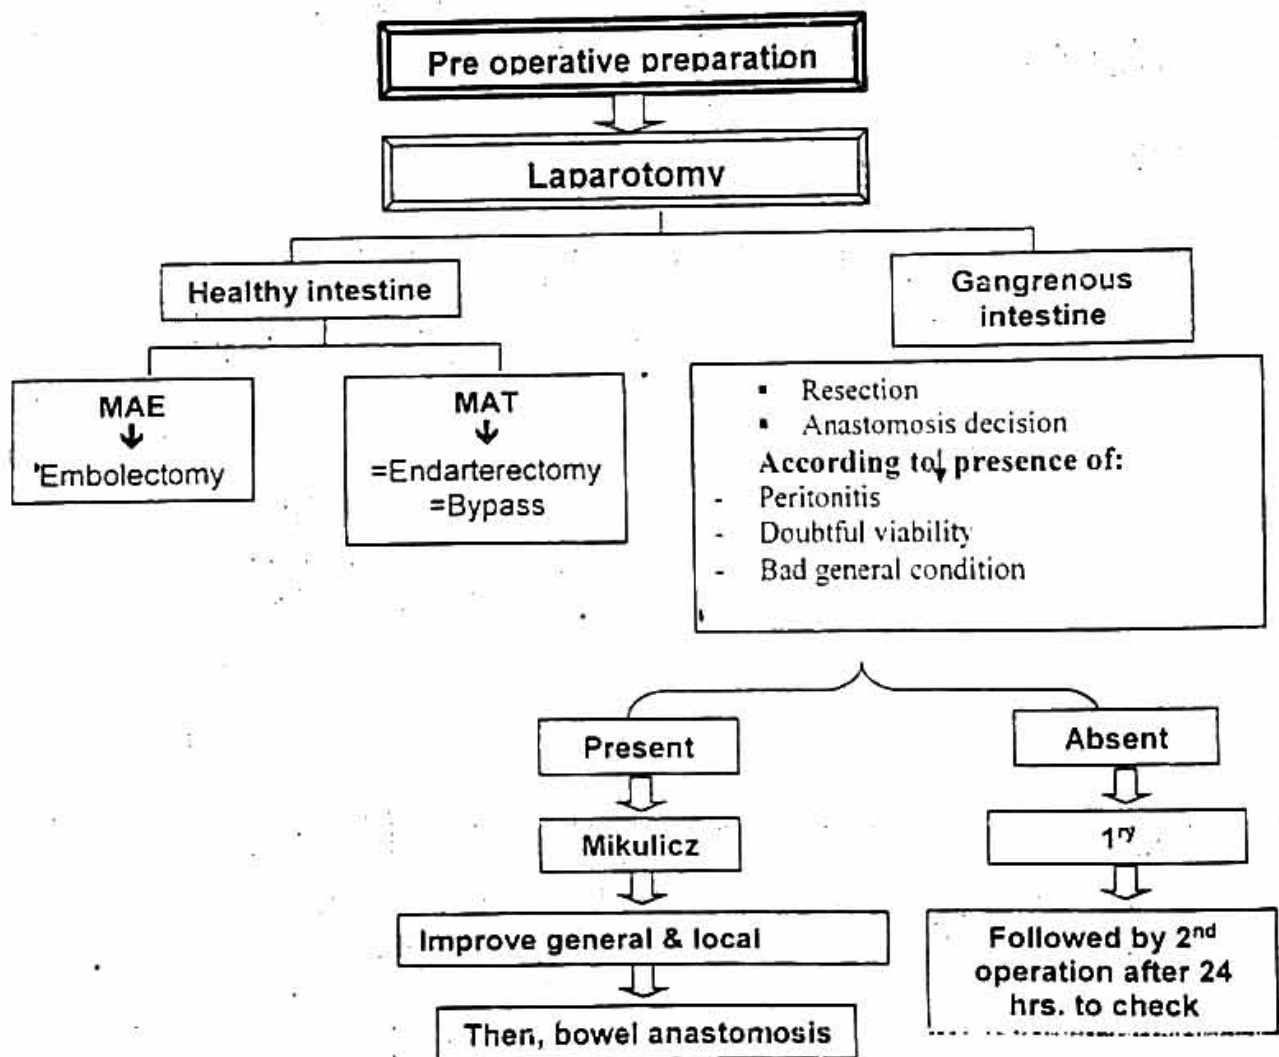 Pre operative preparation
Laparotomy
Healthy intestine
Gangrenous
intestine
MAE
↓
Embolectomy
MAT
↓
=Endarterectomy
=Bypass
▪ Resection
▪ Anastomosis decision
According to↓ presence of:
- Peritonitis
- Doubtful viability
- Bad general condition
Present
Absent
Mikulicz
1ry
Improve general & local
Followed by 2nd
operation after 24
hrs. to check
Then, bowel anastomosis